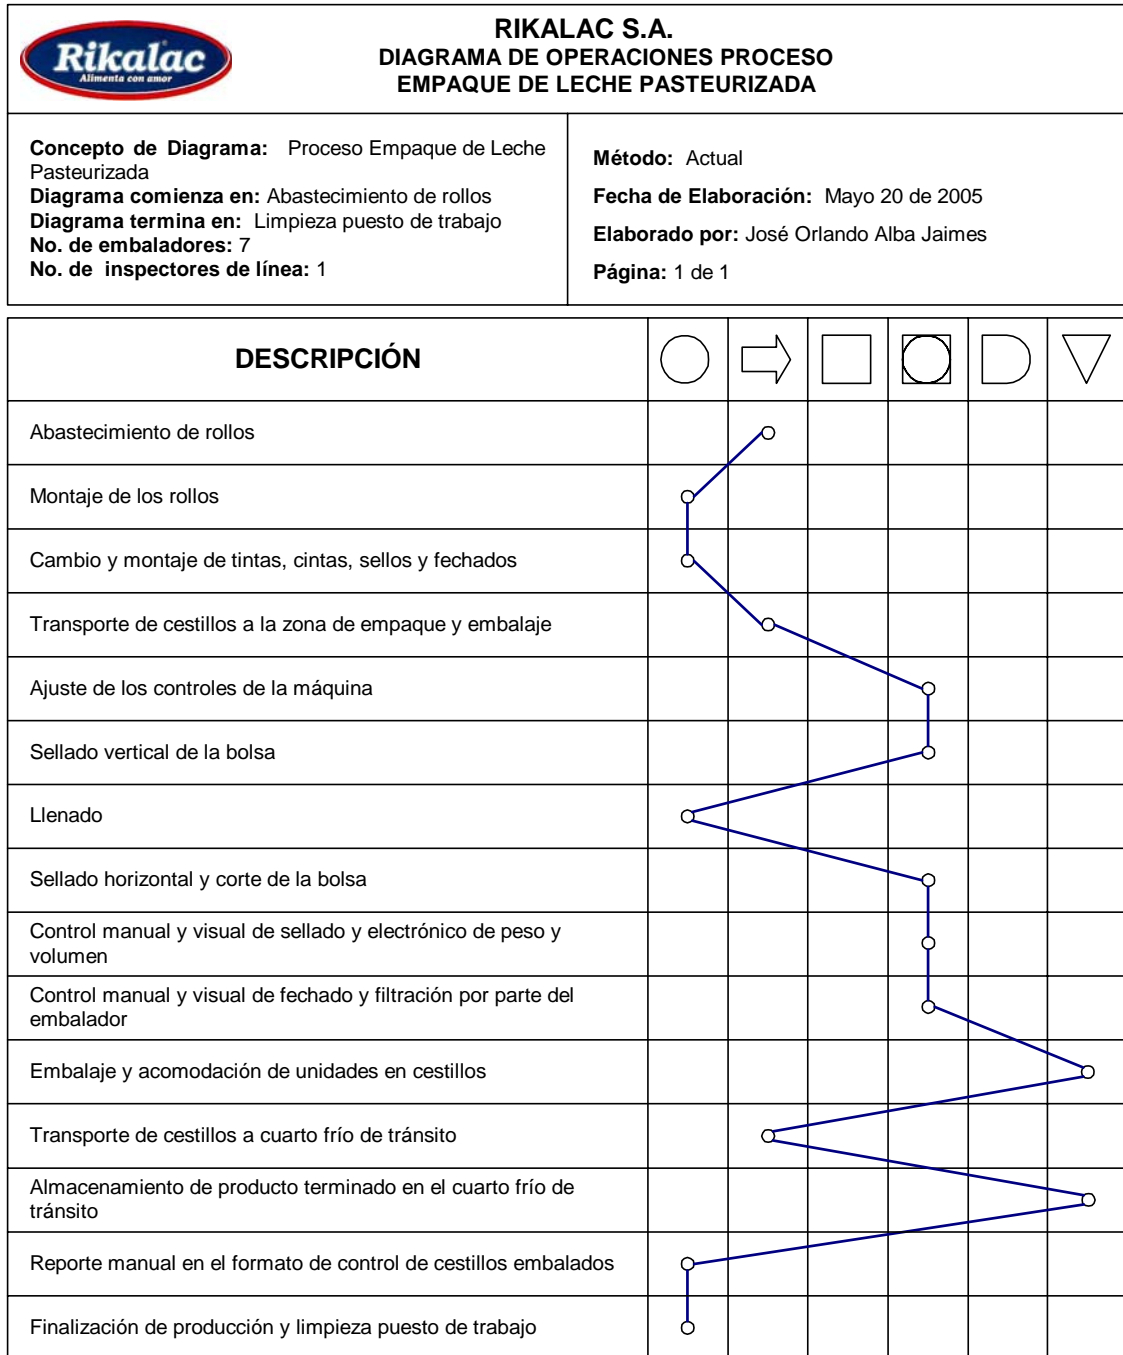 Rikalac
Alimenta con amor
RIKALAC S.A.
DIAGRAMA DE OPERACIONES PROCESO
EMPAQUE DE LECHE PASTEURIZADA
Concepto de Diagrama: Proceso Empaque de Leche
Pasteurizada
Diagrama comienza en: Abastecimiento de rollos
Diagrama termina en: Limpieza puesto de trabajo
No. de embaladores: 7
No. de inspectores de línea: 1
Método: Actual
Fecha de Elaboración: Mayo 20 de 2005
Elaborado por: José Orlando Alba Jaimes
Página: 1 de 1
DESCRIPCIÓN
Abastecimiento de rollos
Montaje de los rollos
Cambio y montaje de tintas, cintas, sellos y fechados
Transporte de cestillos a la zona de empaque y embalaje
Ajuste de los controles de la máquina
Sellado vertical de la bolsa
Llenado
Sellado horizontal y corte de la bolsa
Control manual y visual de sellado y electrónico de peso y
volumen
Control manual y visual de fechado y filtración por parte del
embalador
Embalaje y acomodación de unidades en cestillos
Transporte de cestillos a cuarto frío de tránsito
Almacenamiento de producto terminado en el cuarto frío de
tránsito
Reporte manual en el formato de control de cestillos embalados
Finalización de producción y limpieza puesto de trabajo